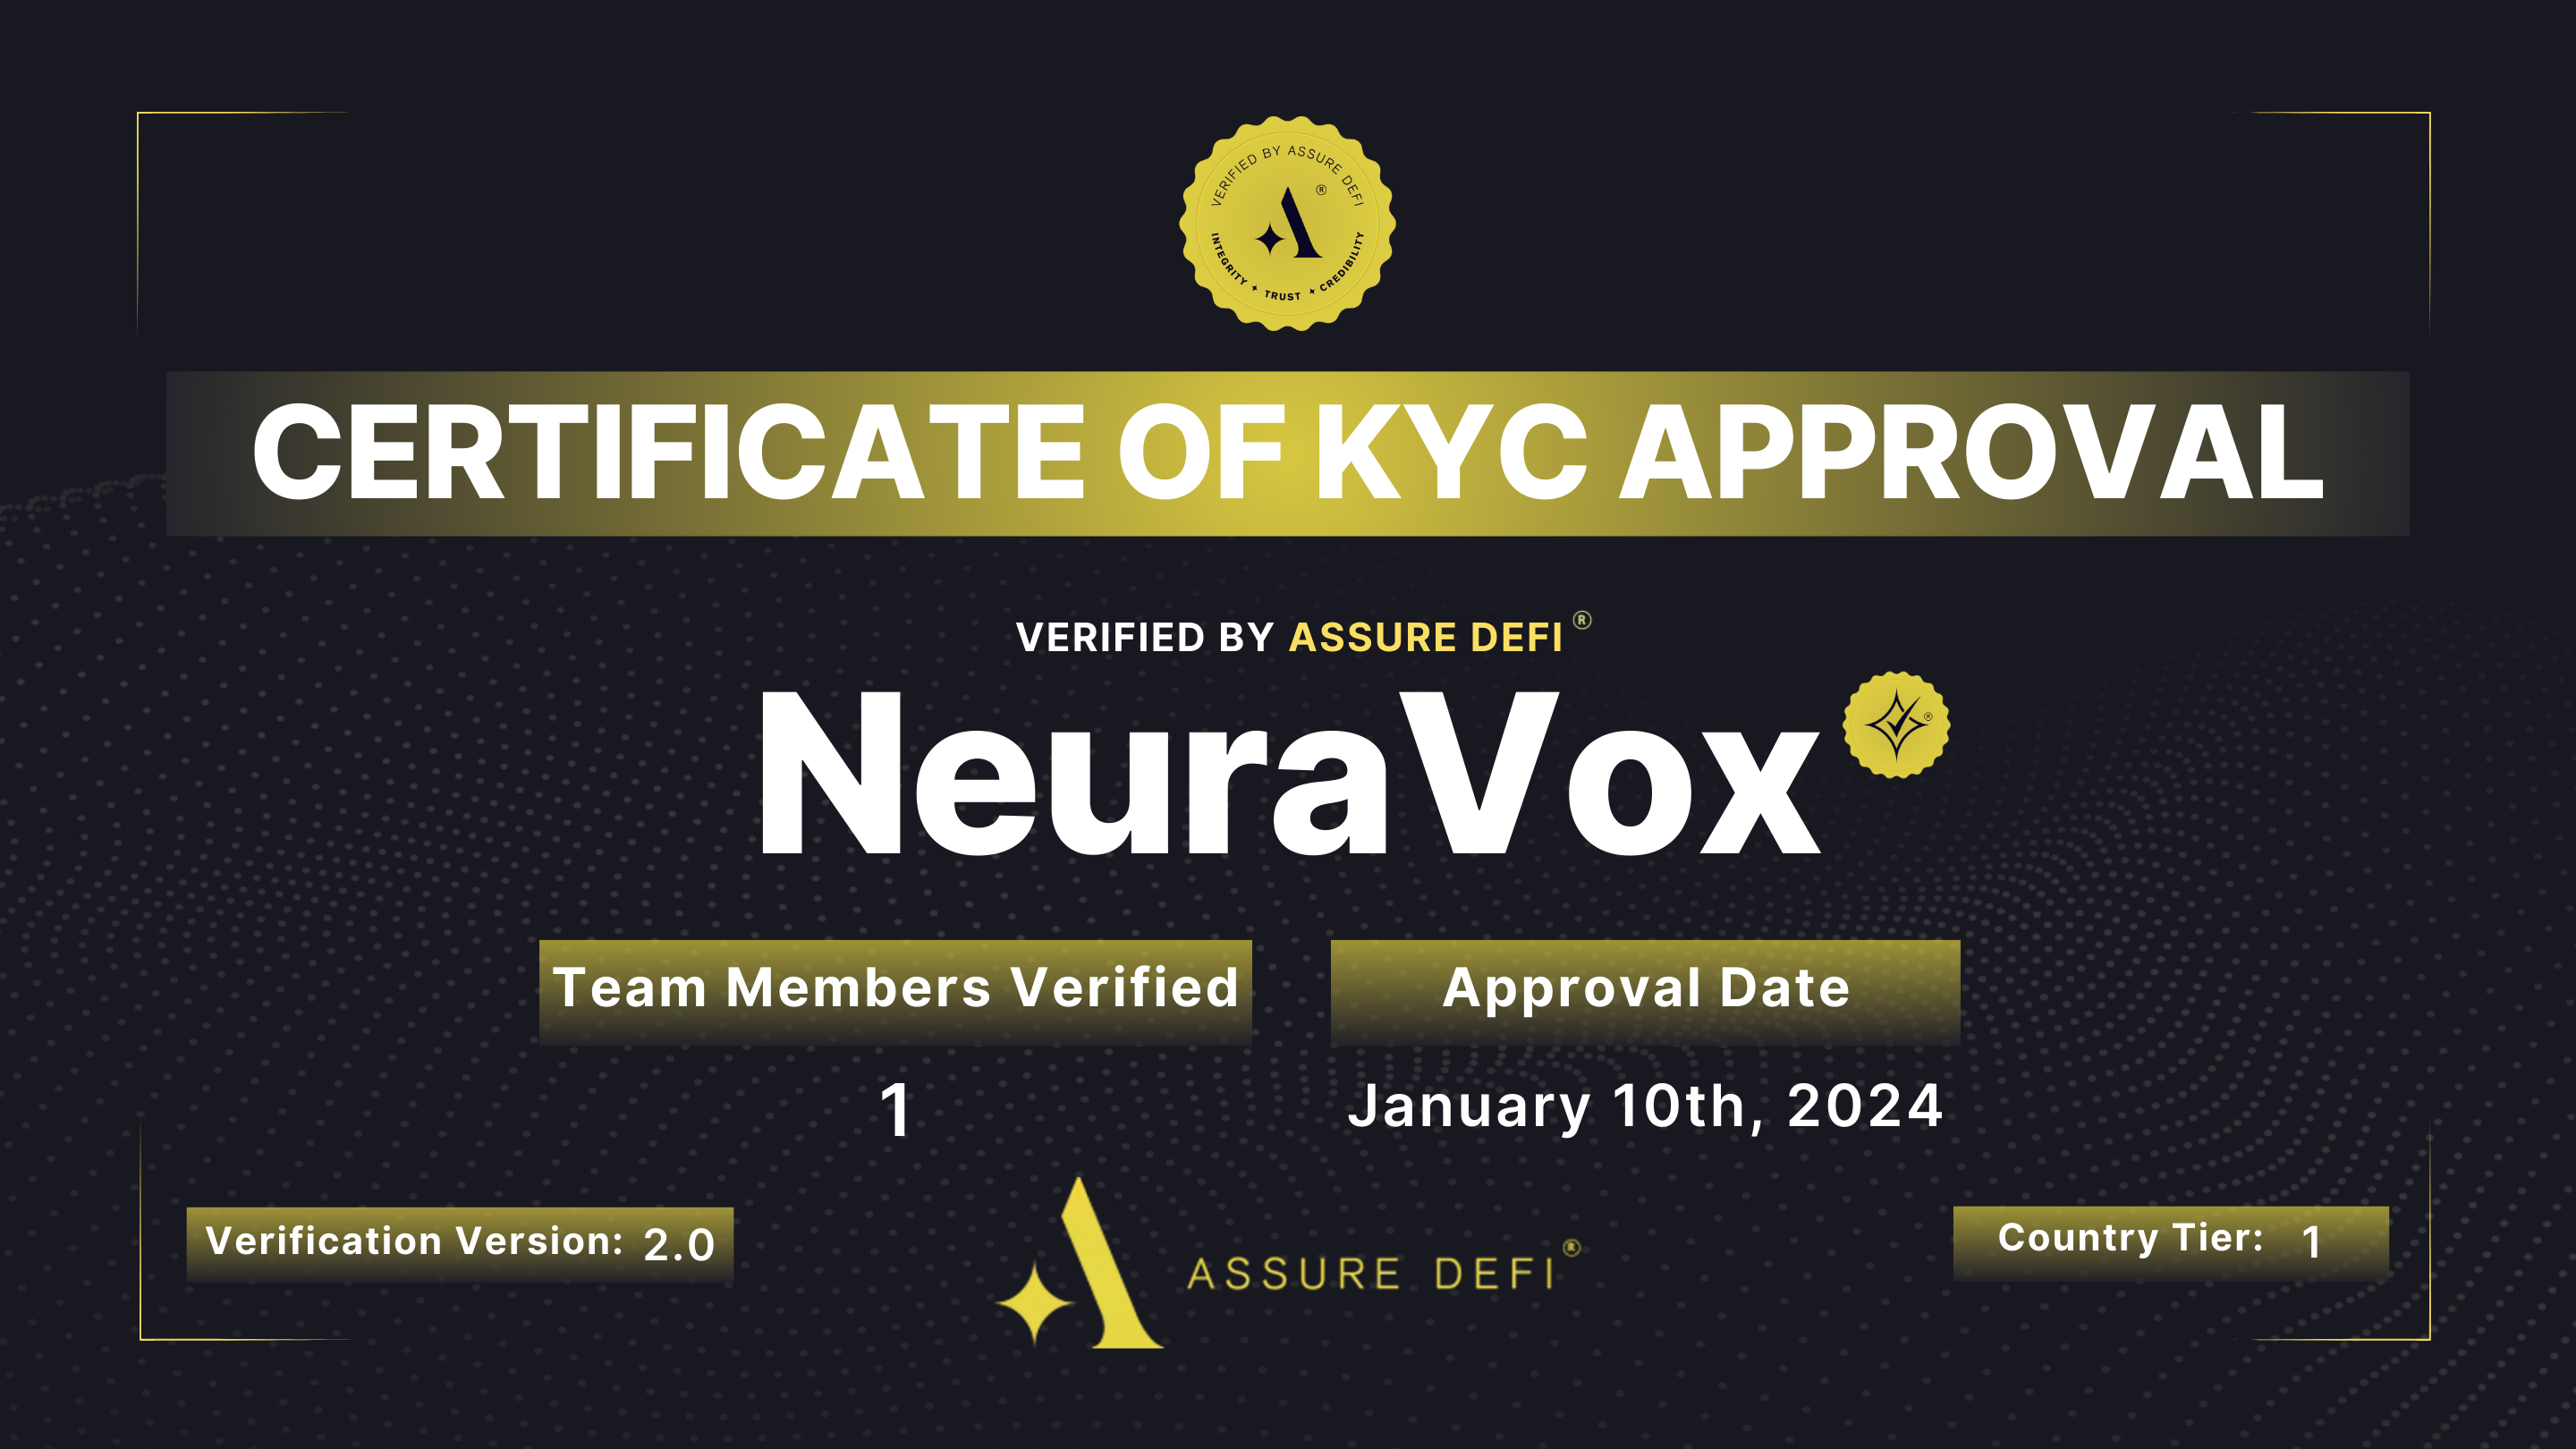 VERIFIED BY ASSURE DEFI
®
INTEGRITY ✦ TRUST ✦ CREDIBILITY
CERTIFICATE OF KYC APPROVAL
VERIFIED BY ASSURE DEFI ®
NeuraVox
®
Team Members Verified
1
Approval Date
January 10th, 2024
Verification Version: 2.0
ASSURE DEFI ®
Country Tier: 1